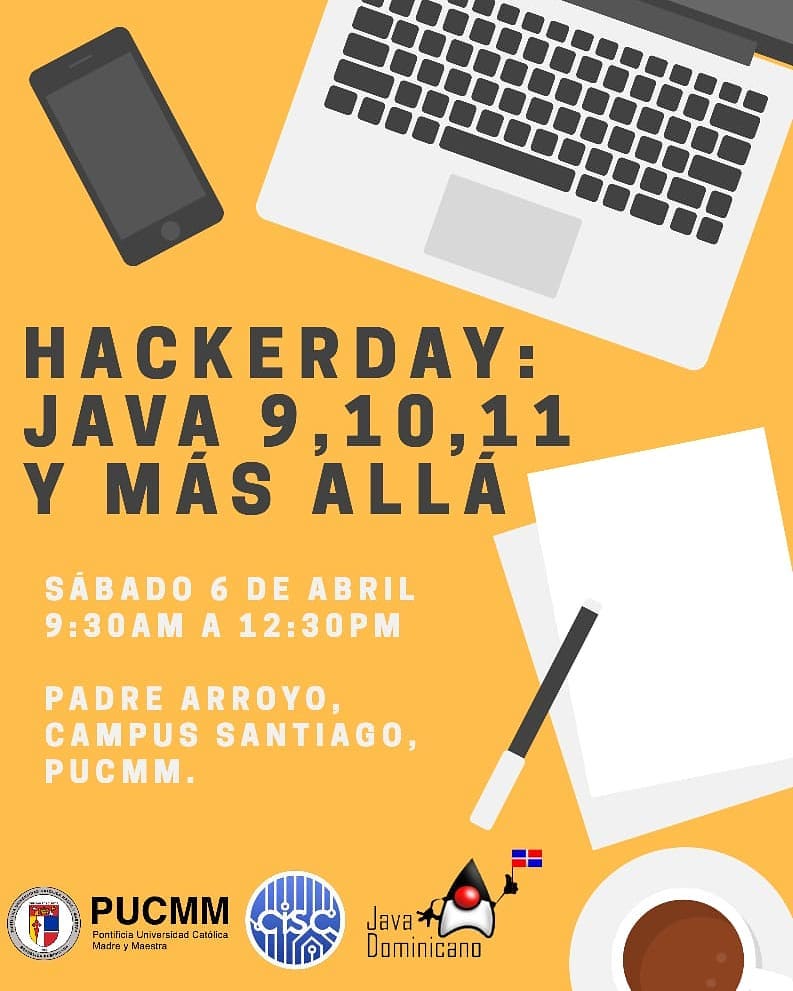 HACKERDAY:
JAVA 9,10,11
Y MÁS ALLÁ
SÁBADO 6 DE ABRIL
9:30AM A 12:30PM
PADRE ARROYO,
CAMPUS SANTIAGO,
PUCMM.
PUCMM
Pontificia Universidad Católica
Madre y Maestra
cisc
Java
Dominicano